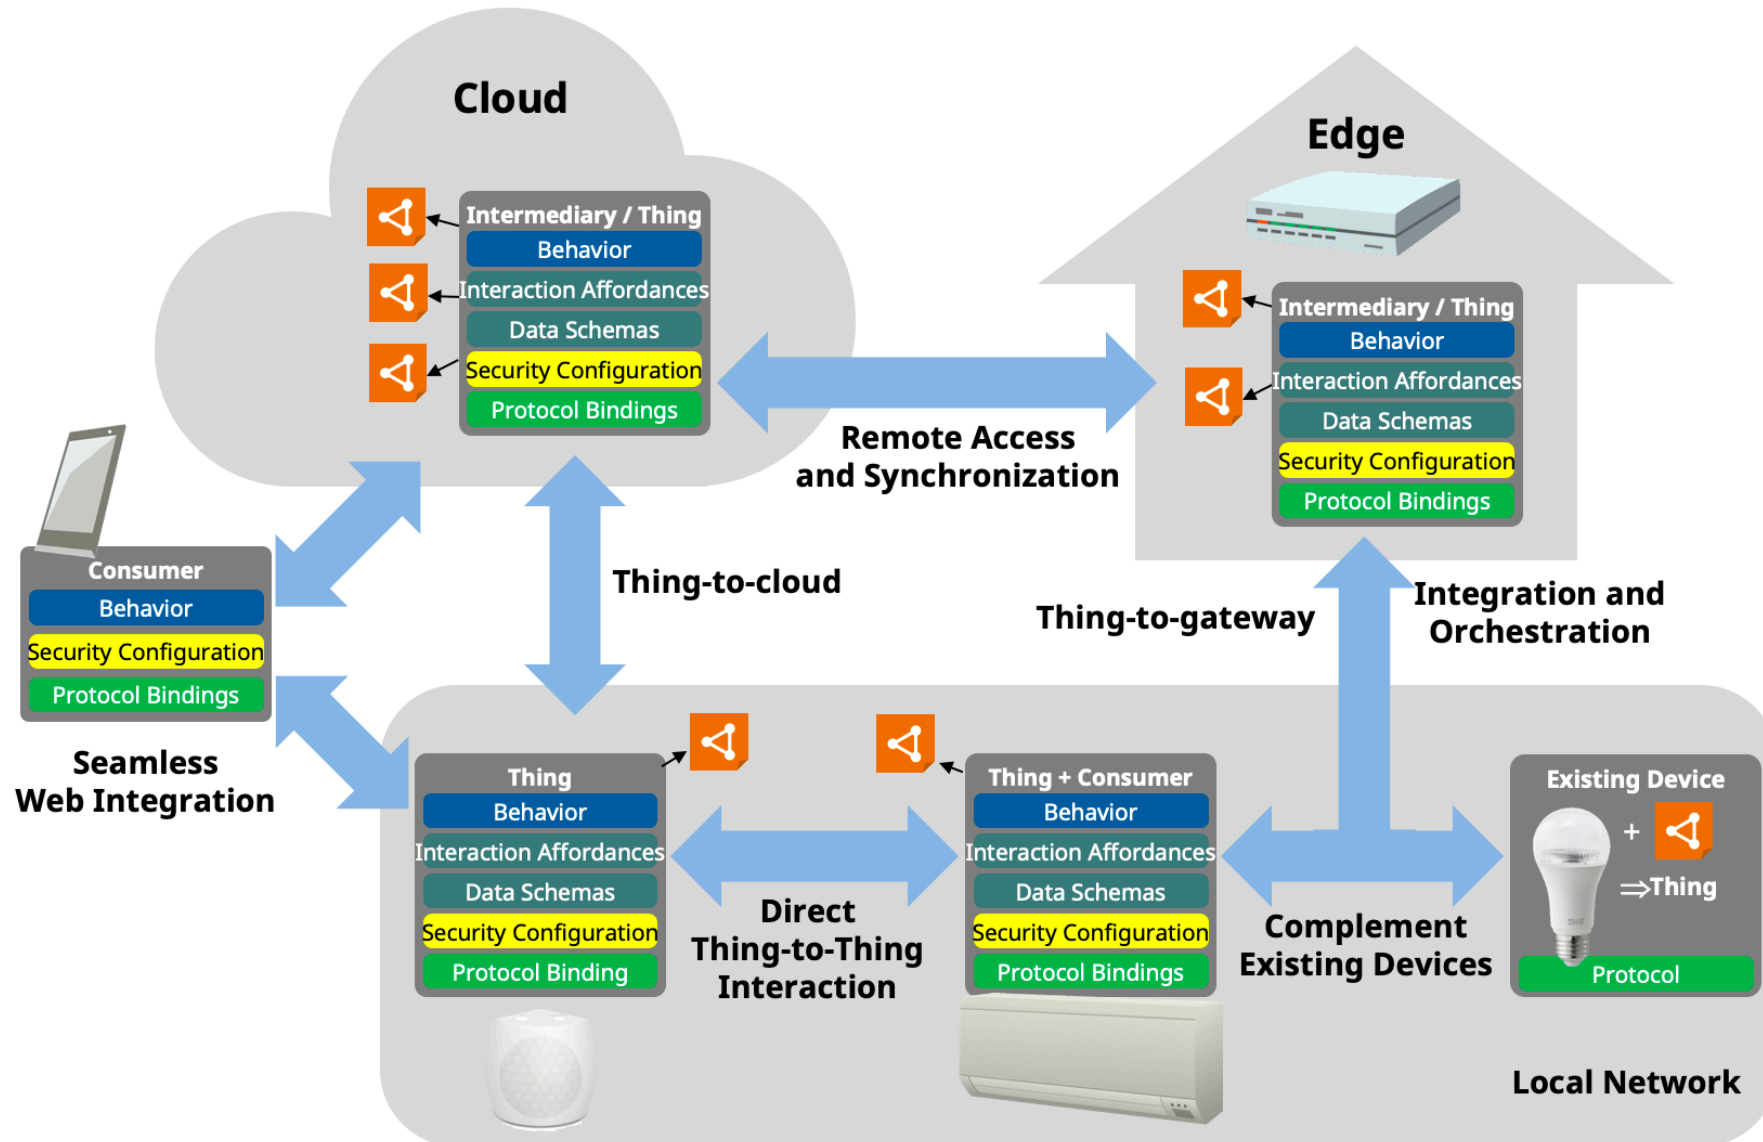 Cloud
Intermediary / Thing
Behavior
Interaction Affordances
Data Schemas
Security Configuration
Protocol Bindings
Edge
Intermediary / Thing
Behavior
Interaction Affordances
Data Schemas
Security Configuration
Protocol Bindings
Remote Access
and Synchronization
Consumer
Behavior
Security Configuration
Protocol Bindings
Seamless
Web Integration
Thing-to-cloud
Thing-to-gateway
Integration and
Orchestration
Thing
Behavior
Interaction Affordances
Data Schemas
Security Configuration
Protocol Binding
Direct
Thing-to-Thing
Interaction
Thing + Consumer
Behavior
Interaction Affordances
Data Schemas
Security Configuration
Protocol Bindings
Complement
Existing Devices
Existing Device
+
⇒Thing
Protocol
Local Network